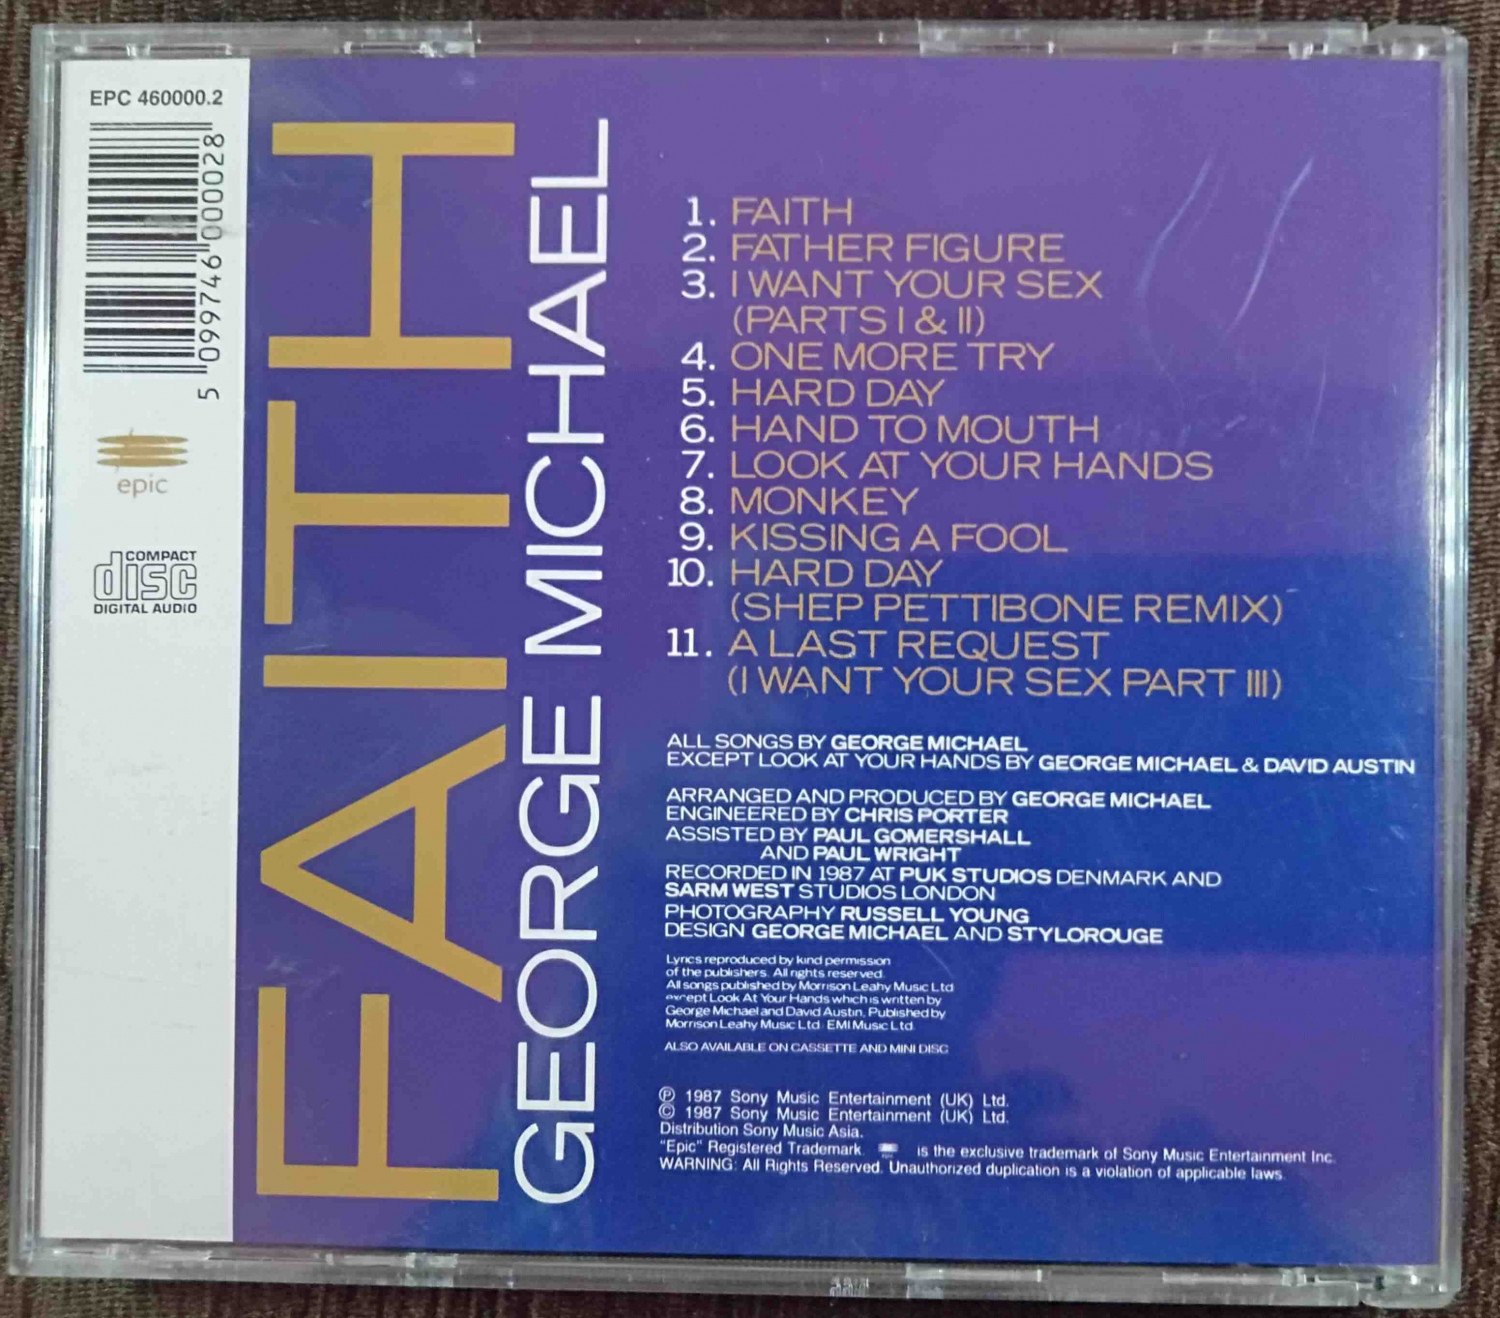 EPC 460000.2
5 099746 000028
epic
COMPACT
disc
DIGITAL AUDIO
FAITH
GEORGE MICHAEL
1. FAITH
2. FATHER FIGURE
3. I WANT YOUR SEX
(PARTS I & II)
4. ONE MORE TRY
5. HARD DAY
6. HAND TO MOUTH
7. LOOK AT YOUR HANDS
8. MONKEY
9. KISSING A FOOL
10. HARD DAY
(SHEP PETTIBONE REMIX)
11. A LAST REQUEST
(I WANT YOUR SEX PART III)
ALL SONGS BY GEORGE MICHAEL
EXCEPT LOOK AT YOUR HANDS BY GEORGE MICHAEL & DAVID AUSTIN
ARRANGED AND PRODUCED BY GEORGE MICHAEL
ENGINEERED BY CHRIS PORTER
ASSISTED BY PAUL GOMERSHALL
AND PAUL WRIGHT
RECORDED IN 1987 AT PUK STUDIOS DENMARK AND
SARM WEST STUDIOS LONDON
PHOTOGRAPHY RUSSELL YOUNG
DESIGN GEORGE MICHAEL AND STYLOROUGE
Lyrics reproduced by kind permission
of the publishers. All rights reserved.
All songs published by Morrison Leahy Music Ltd
except Look At Your Hands which is written by
George Michael and David Austin, Published by
Morrison Leahy Music Ltd EMI Music Ltd.
ALSO AVAILABLE ON CASSETTE AND MINI DISC
℗ 1987 Sony Music Entertainment (UK) Ltd.
© 1987 Sony Music Entertainment (UK) Ltd.
Distribution Sony Music Asia.
"Epic" Registered Trademark. is the exclusive trademark of Sony Music Entertainment Inc.
WARNING: All Rights Reserved. Unauthorized duplication is a violation of applicable laws.